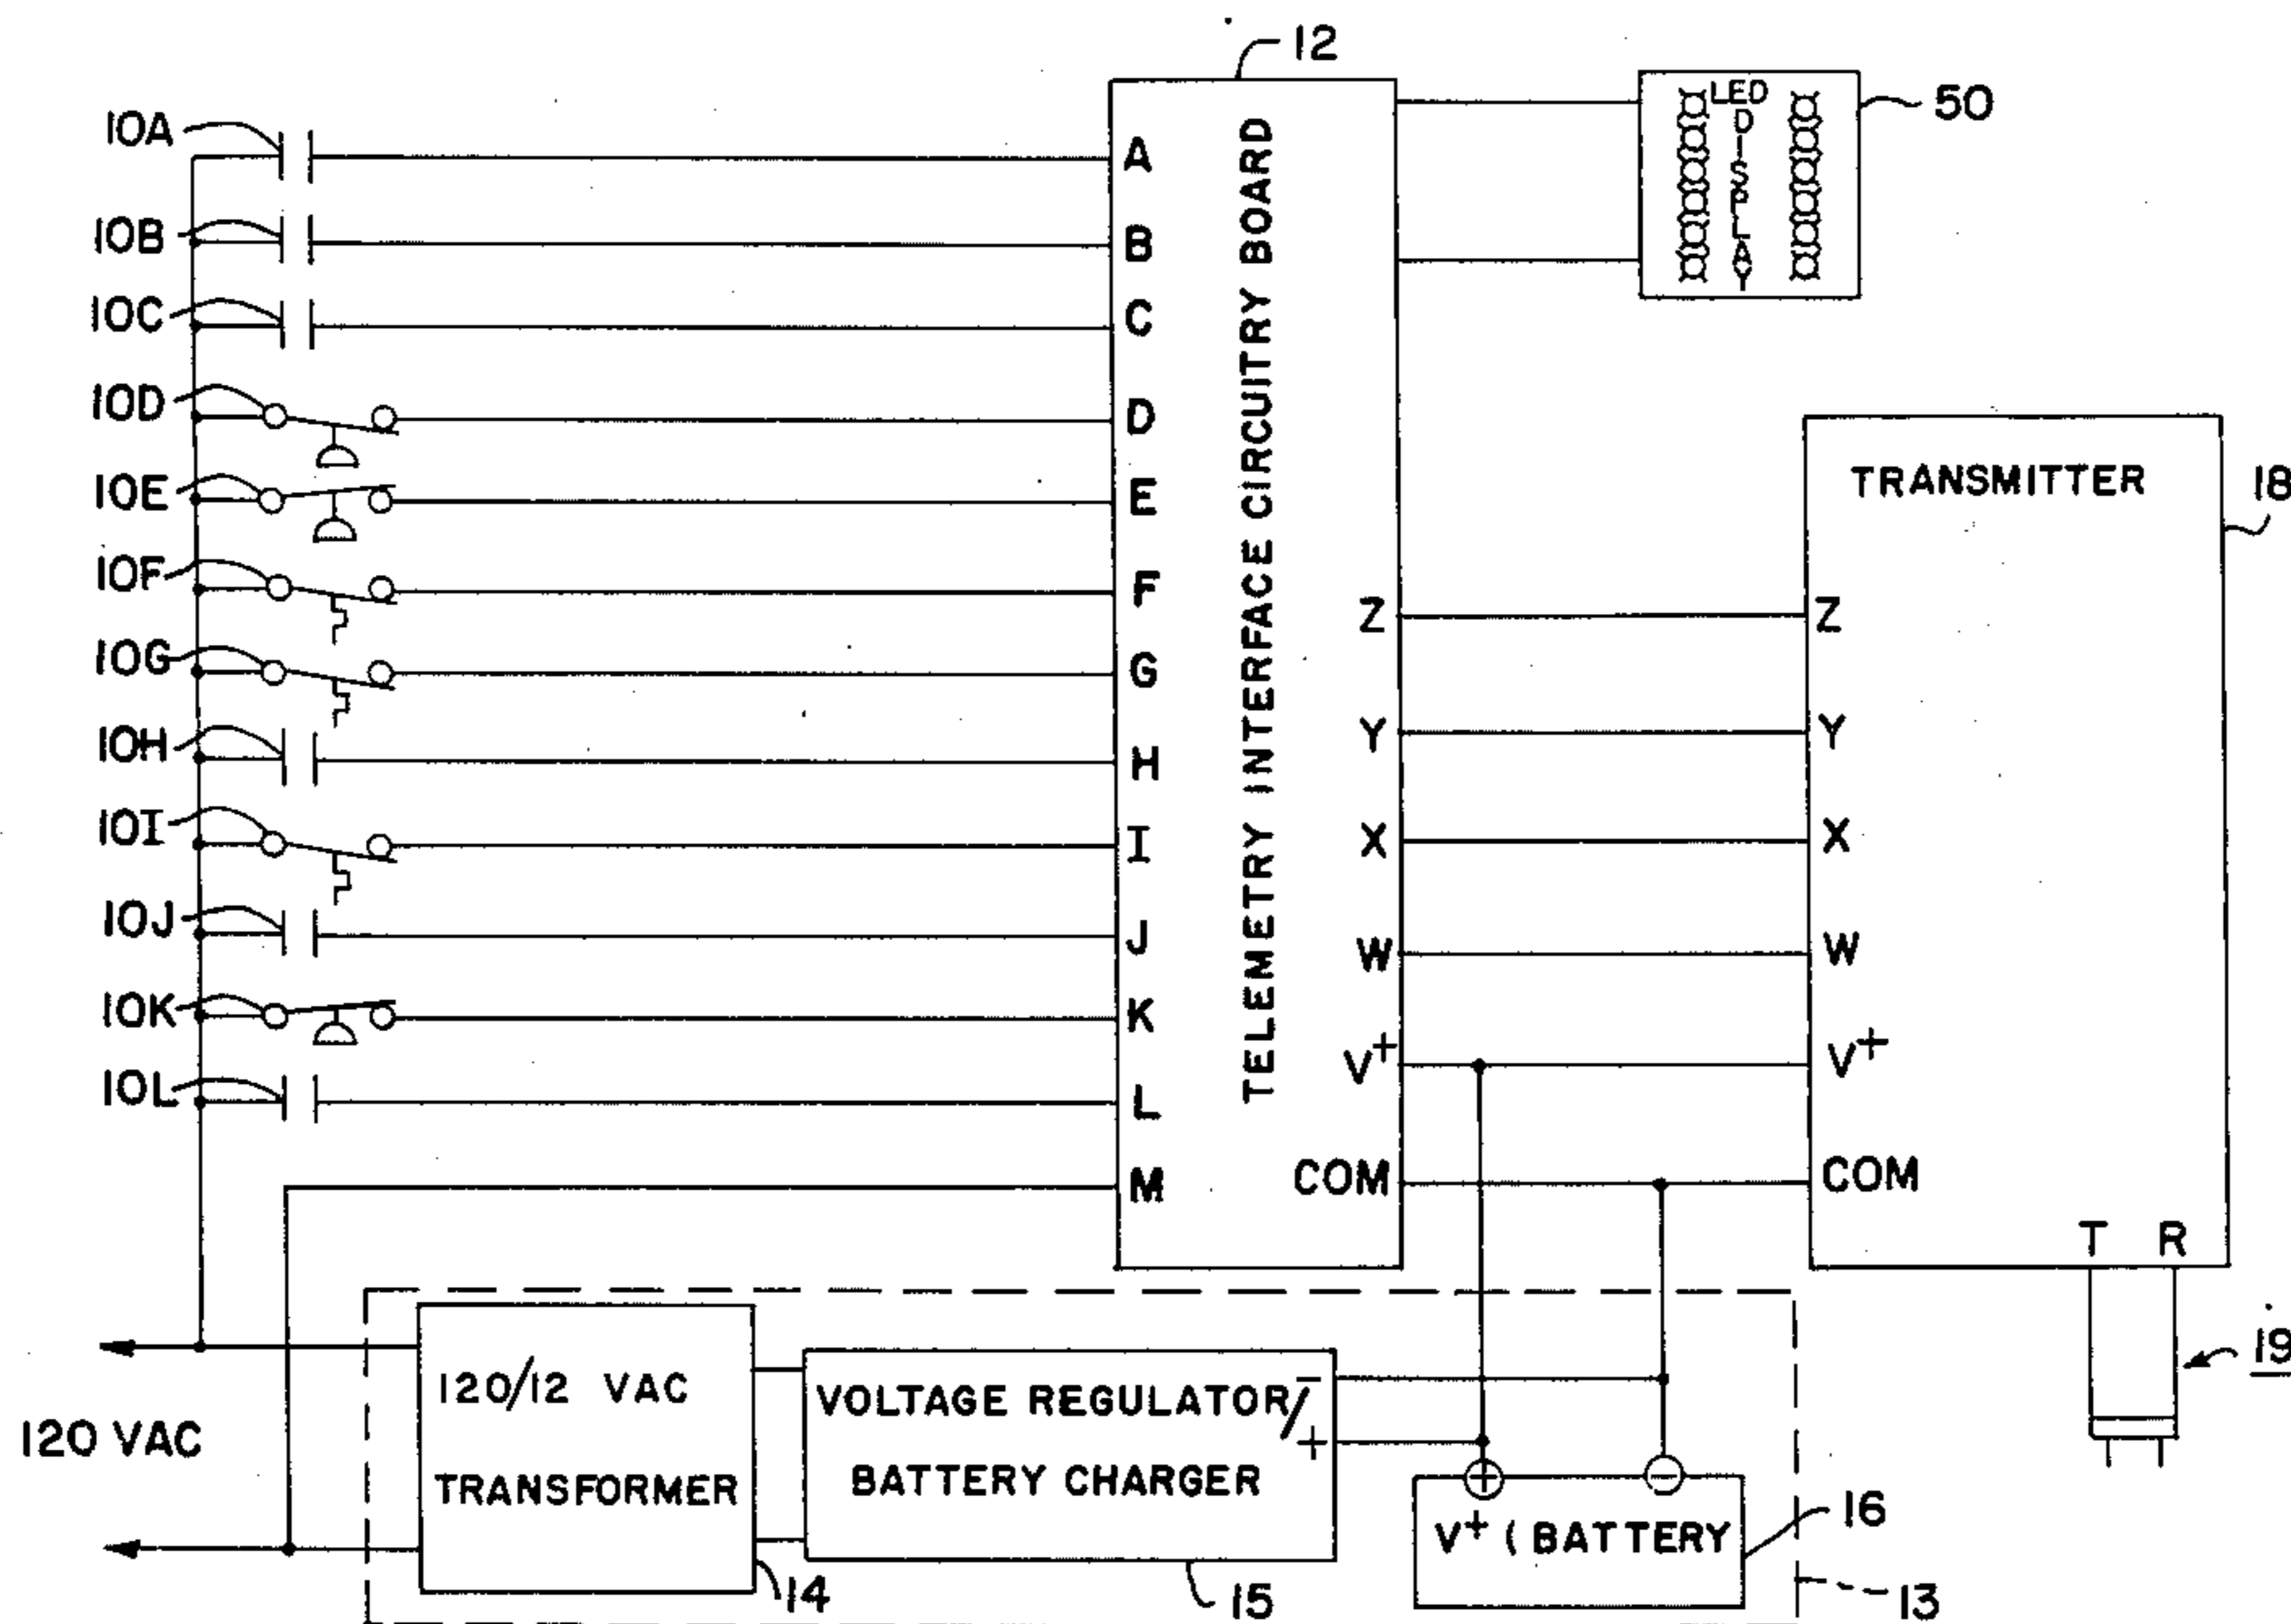 12
LED DISPLAY
50
10A
A
10B
B
10C
C
10D
D
10E
E
10F
F
10G
G
10H
H
10I
I
10J
J
10K
K
10L
L
M
TELEMETRY INTERFACE CIRCUITRY BOARD
Z
Y
X
W
V+
COM
TRANSMITTER
18
Z
Y
X
W
V+
COM
T R
19
120 VAC
120/12 VAC
TRANSFORMER
14
VOLTAGE REGULATOR/
BATTERY CHARGER
−
+
15
+ −
V+ ( BATTERY
16
13